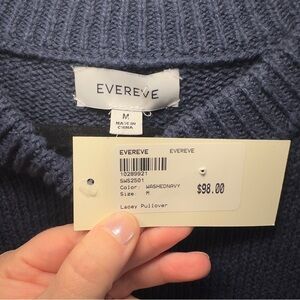 EVEREVE
M
MADE IN
CHINA
EVEREVE EVEREVE
10289921
SWS2501
Color: WASHEDNAVY
Size: M
$98.00
Lacey Pullover